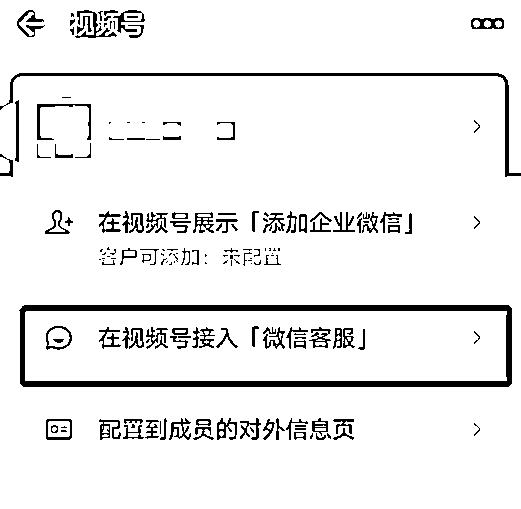 视频号
在视频号展示「添加企业微信」
客户可添加：未配置
在视频号接入「微信客服」
配置到成员的对外信息页